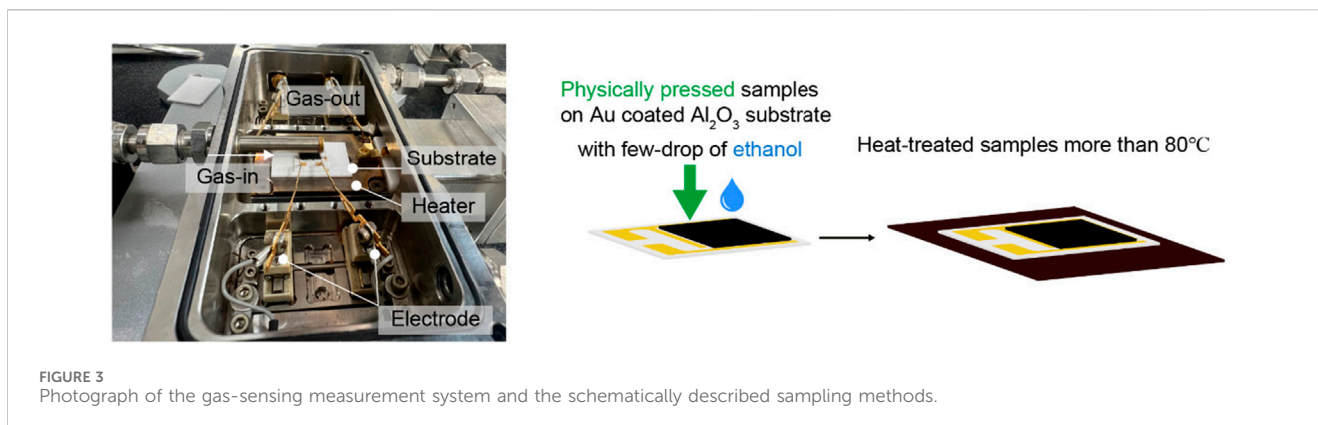 Gas-out
Gas-in
Substrate
Heater
Electrode
Physically pressed samples
on Au coated Al₂O₃ substrate
with few-drop of ethanol
Heat-treated samples more than 80℃
FIGURE 3
Photograph of the gas-sensing measurement system and the schematically described sampling methods.